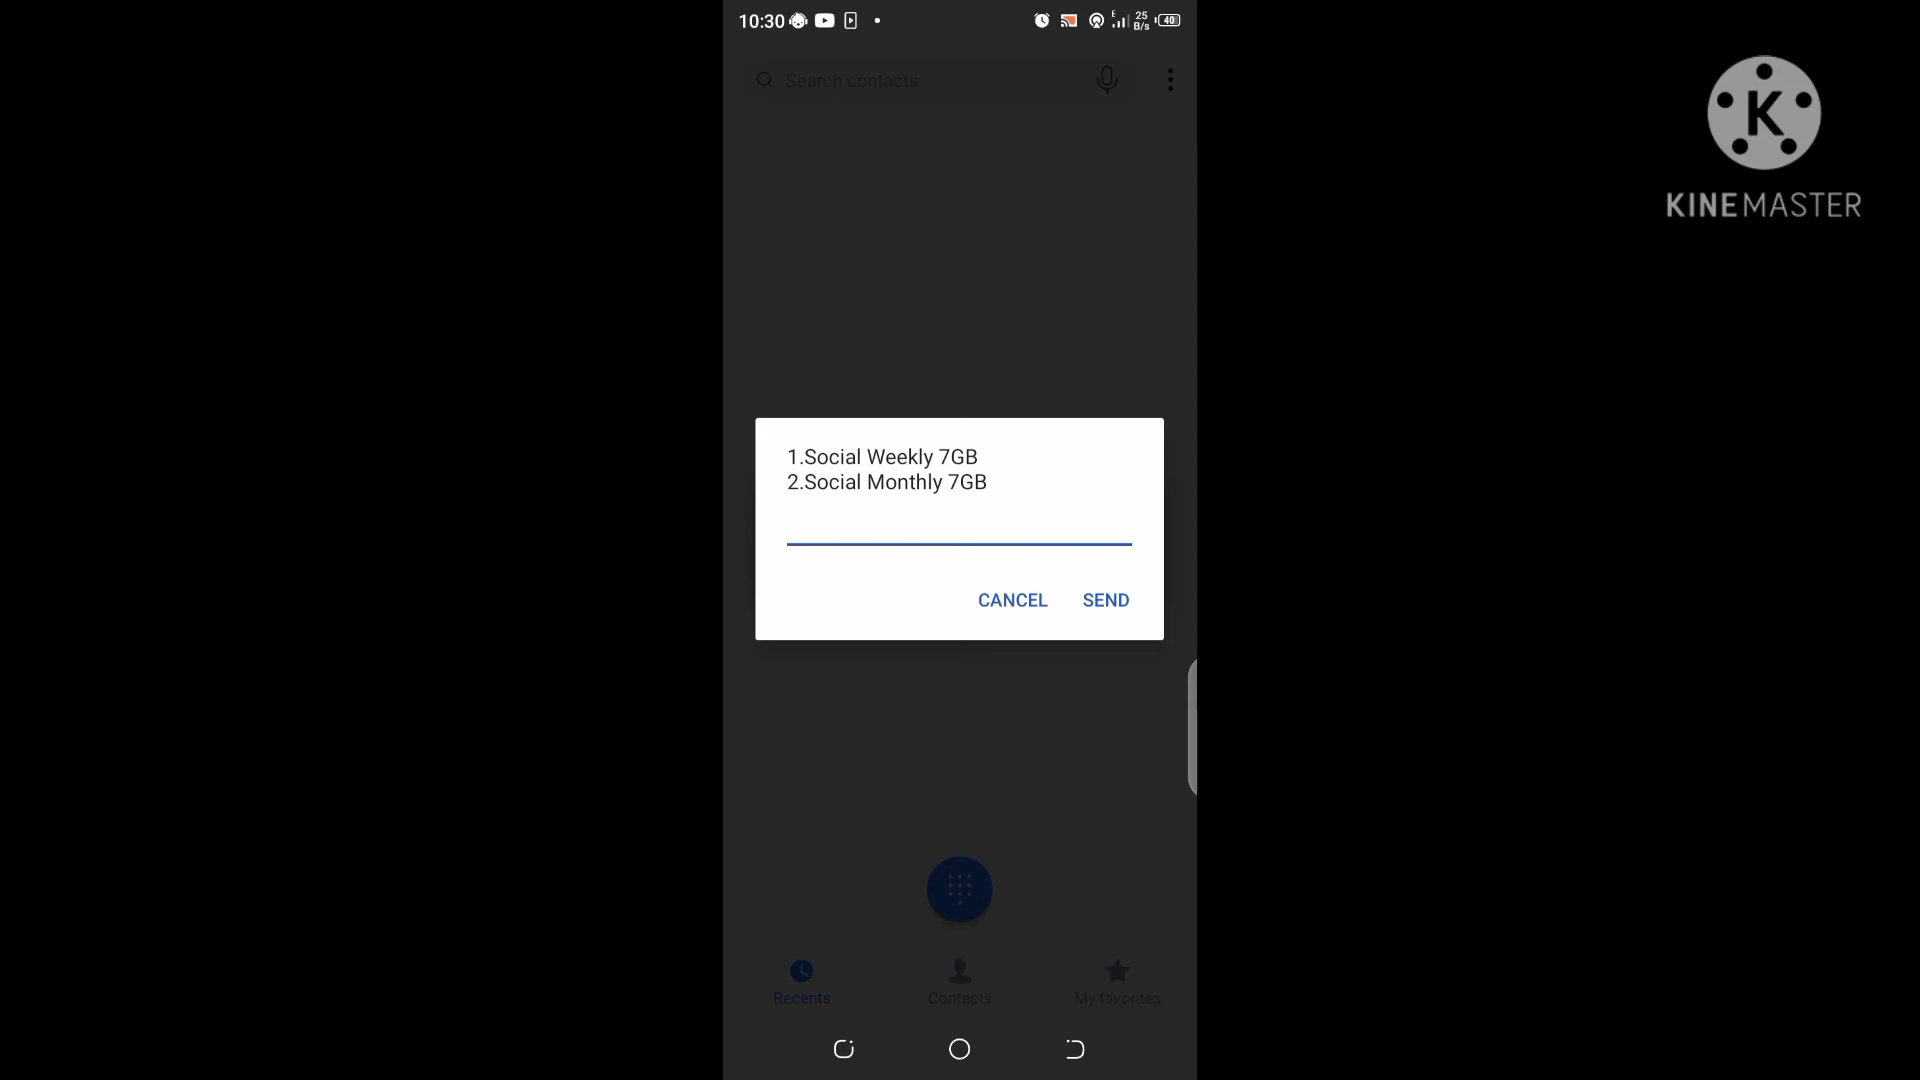 10:30
E
25
B/s
40
Search contacts
K
KINEMASTER
1.Social Weekly 7GB
2.Social Monthly 7GB
CANCEL
SEND
Recents
Contacts
My favorites